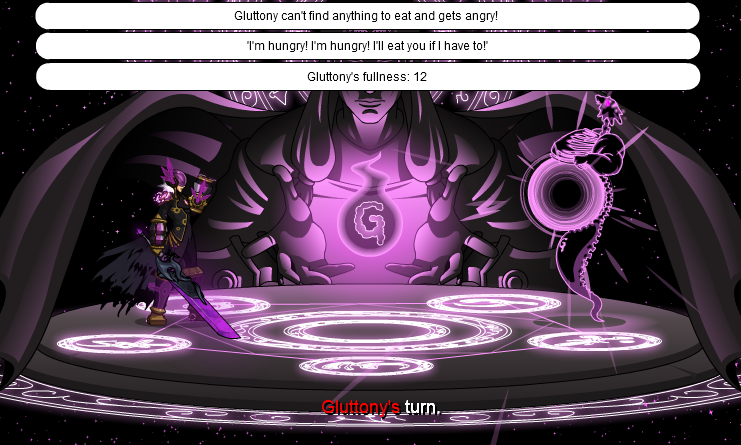 Gluttony can't find anything to eat and gets angry!
'I'm hungry! I'm hungry! I'll eat you if I have to!'
Gluttony's fullness: 12
G
Gluttony's turn.